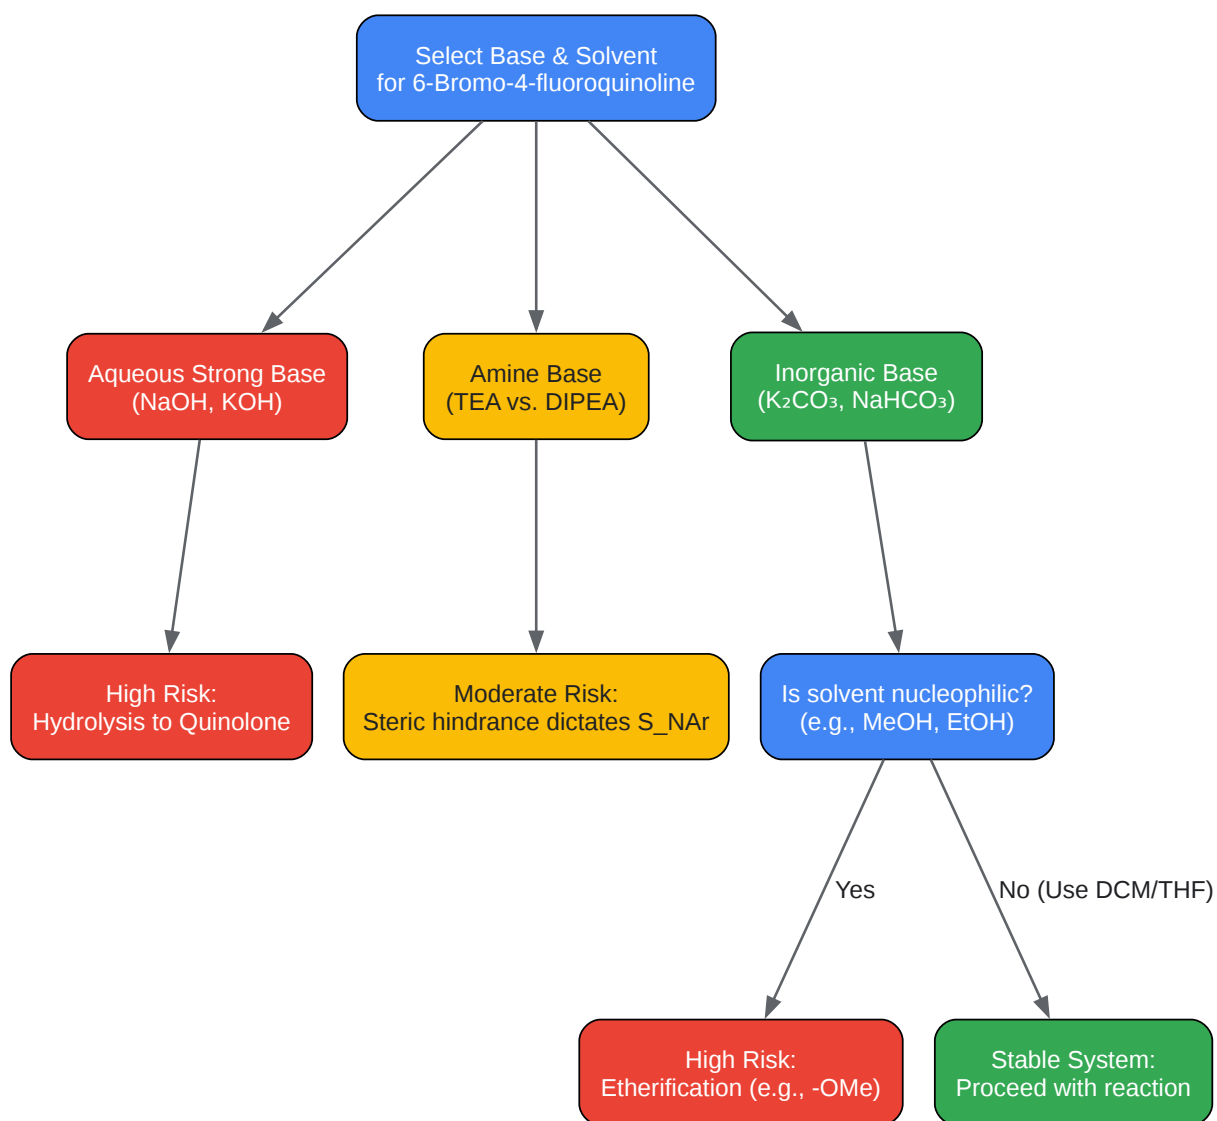 Select Base & Solvent
for 6-Bromo-4-fluoroquinoline
Aqueous Strong Base
(NaOH, KOH)
Amine Base
(TEA vs. DIPEA)
Inorganic Base
(K₂CO₃, NaHCO₃)
High Risk:
Hydrolysis to Quinolone
Moderate Risk:
Steric hindrance dictates S_NAr
Is solvent nucleophilic?
(e.g., MeOH, EtOH)
Yes
No (Use DCM/THF)
High Risk:
Etherification (e.g., -OMe)
Stable System:
Proceed with reaction